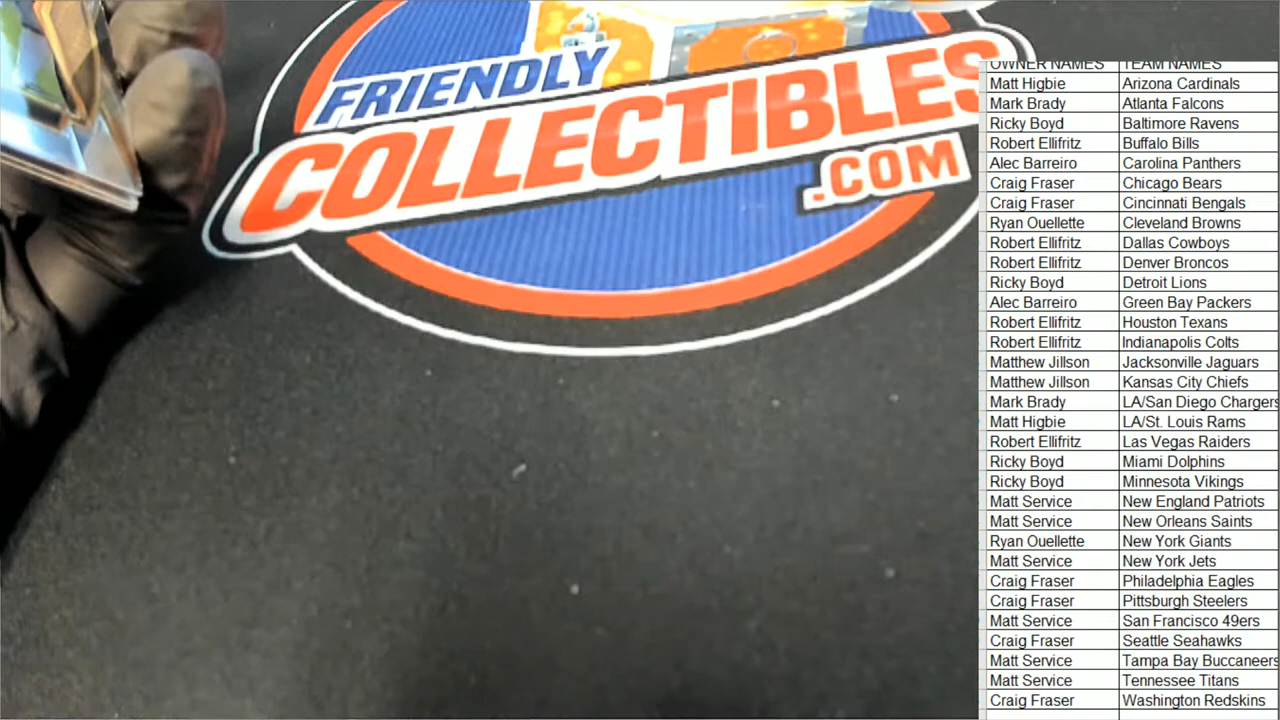 FRIENDLY
COLLECTIBLES
.COM
OWNER NAMES TEAM NAMES
Matt Higbie Arizona Cardinals
Mark Brady Atlanta Falcons
Ricky Boyd Baltimore Ravens
Robert Ellifritz Buffalo Bills
Alec Barreiro Carolina Panthers
Craig Fraser Chicago Bears
Craig Fraser Cincinnati Bengals
Ryan Ouellette Cleveland Browns
Robert Ellifritz Dallas Cowboys
Robert Ellifritz Denver Broncos
Ricky Boyd Detroit Lions
Alec Barreiro Green Bay Packers
Robert Ellifritz Houston Texans
Robert Ellifritz Indianapolis Colts
Matthew Jillson Jacksonville Jaguars
Matthew Jillson Kansas City Chiefs
Mark Brady LA/San Diego Chargers
Matt Higbie LA/St. Louis Rams
Robert Ellifritz Las Vegas Raiders
Ricky Boyd Miami Dolphins
Ricky Boyd Minnesota Vikings
Matt Service New England Patriots
Matt Service New Orleans Saints
Ryan Ouellette New York Giants
Matt Service New York Jets
Craig Fraser Philadelphia Eagles
Craig Fraser Pittsburgh Steelers
Matt Service San Francisco 49ers
Craig Fraser Seattle Seahawks
Matt Service Tampa Bay Buccaneers
Matt Service Tennessee Titans
Craig Fraser Washington Redskins